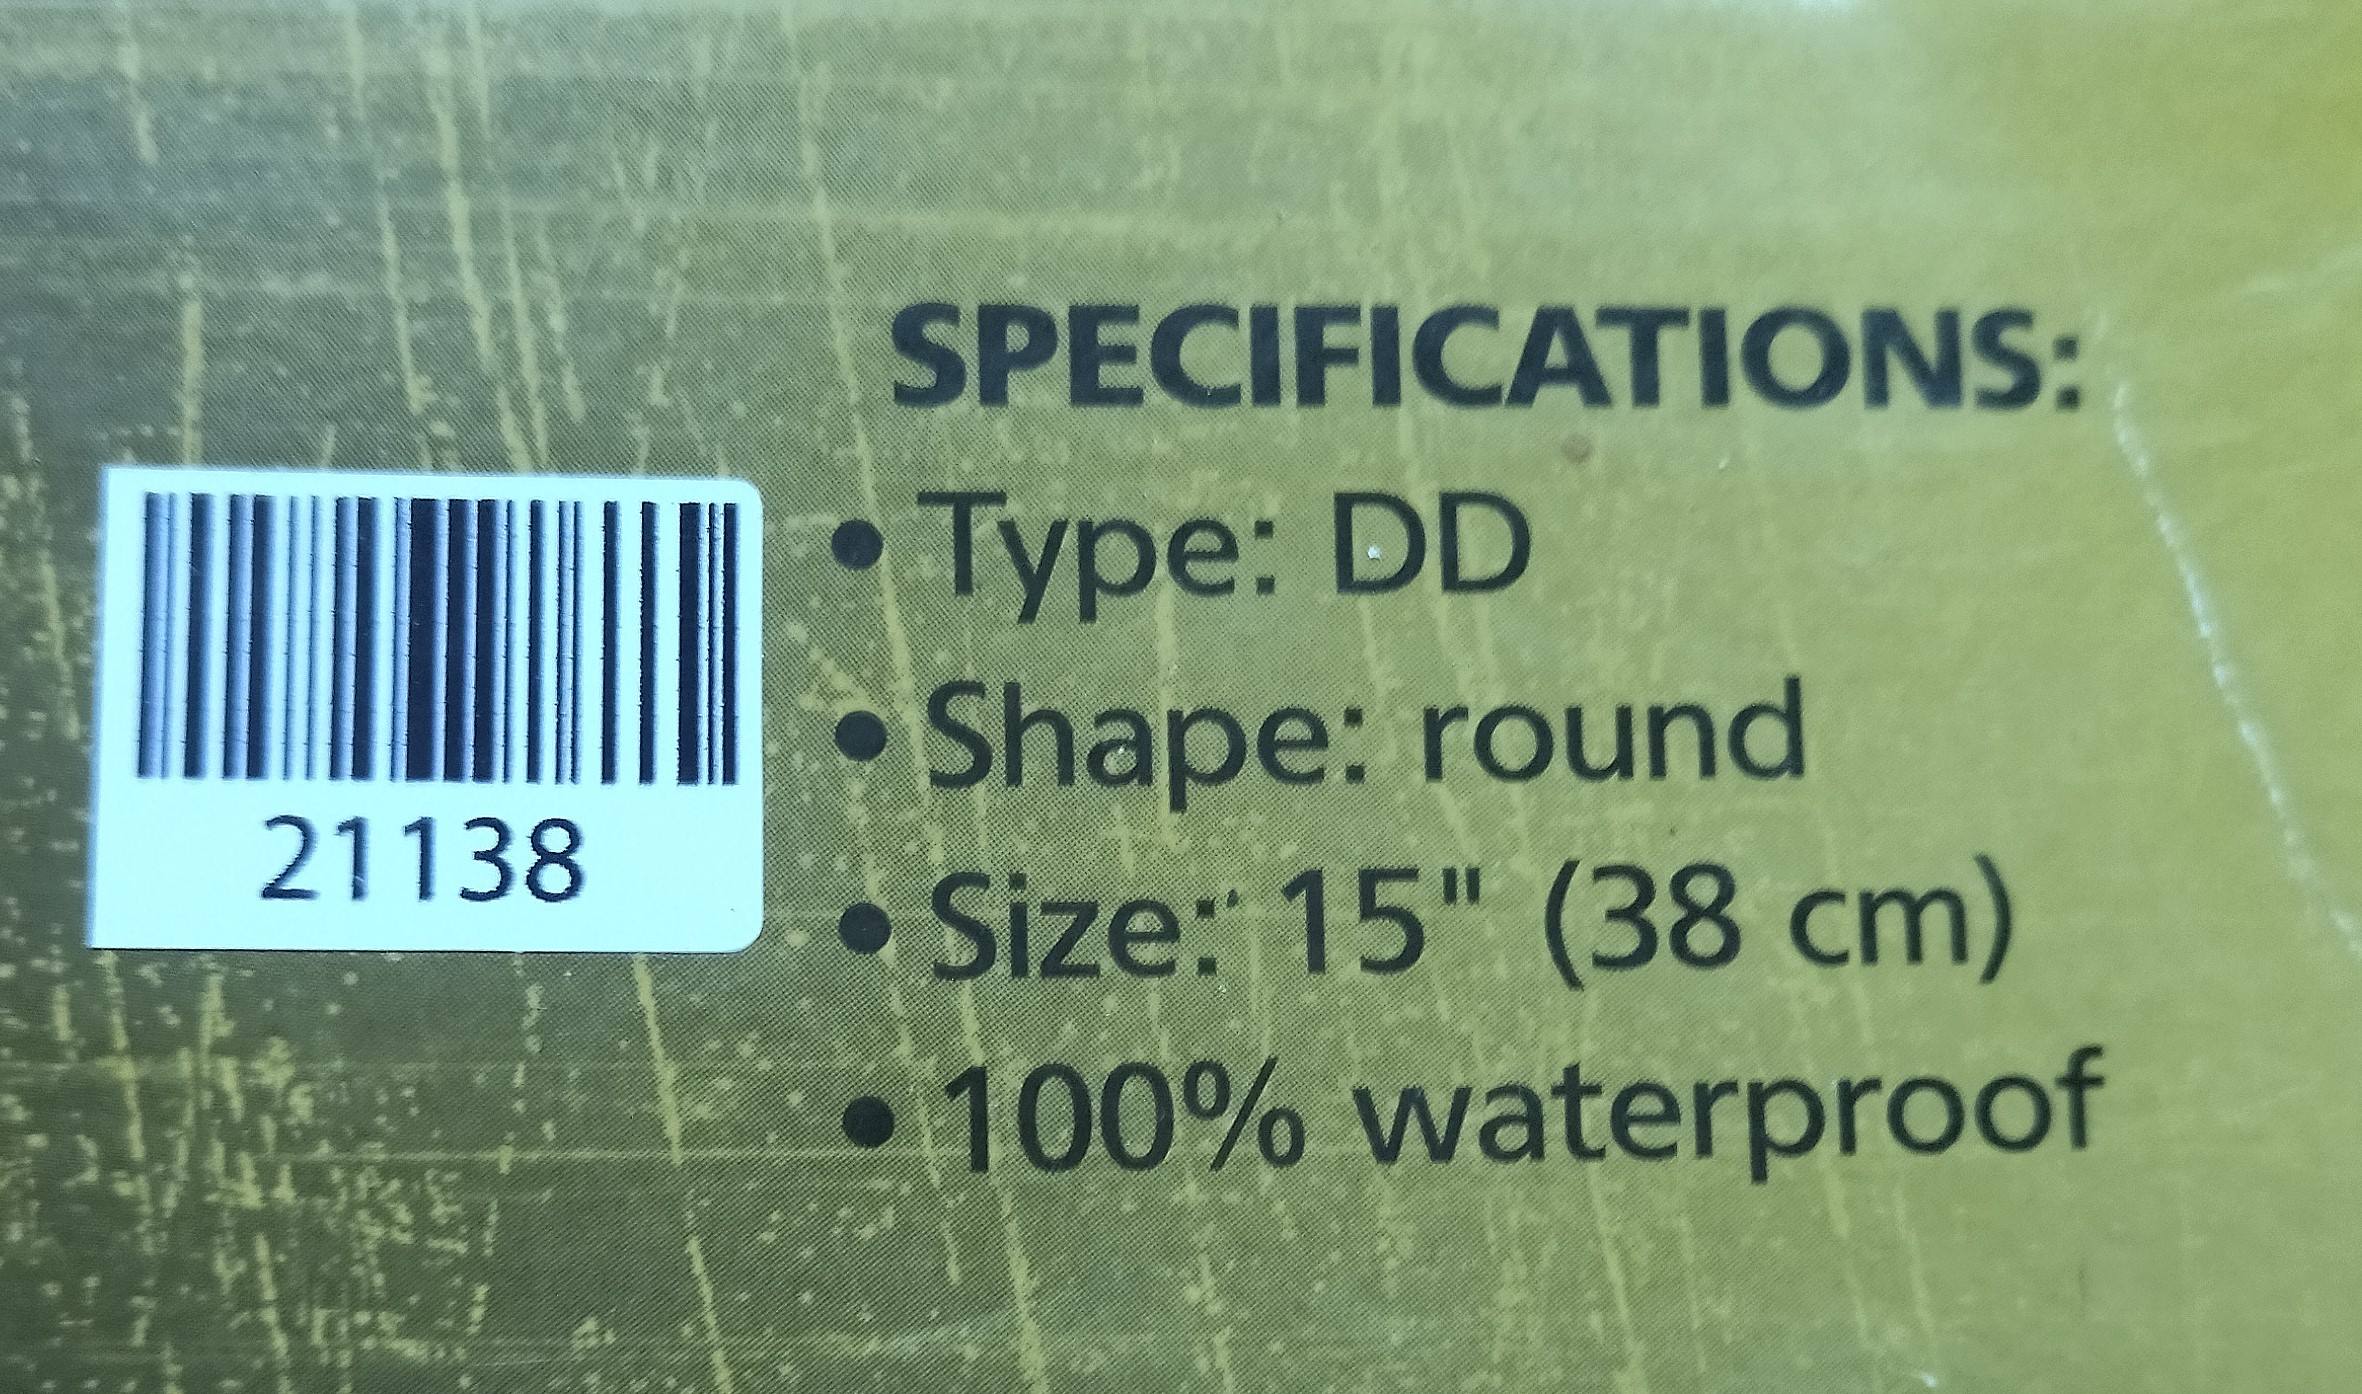 SPECIFICATIONS:
• Type: DD
• Shape: round
• Size: 15" (38 cm)
• 100% waterproof
21138